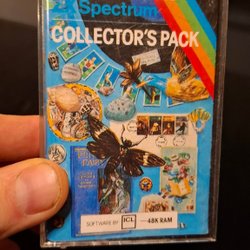 Spectrum
COLLECTOR'S PACK
SOFTWARE BY ICL 48K RAM